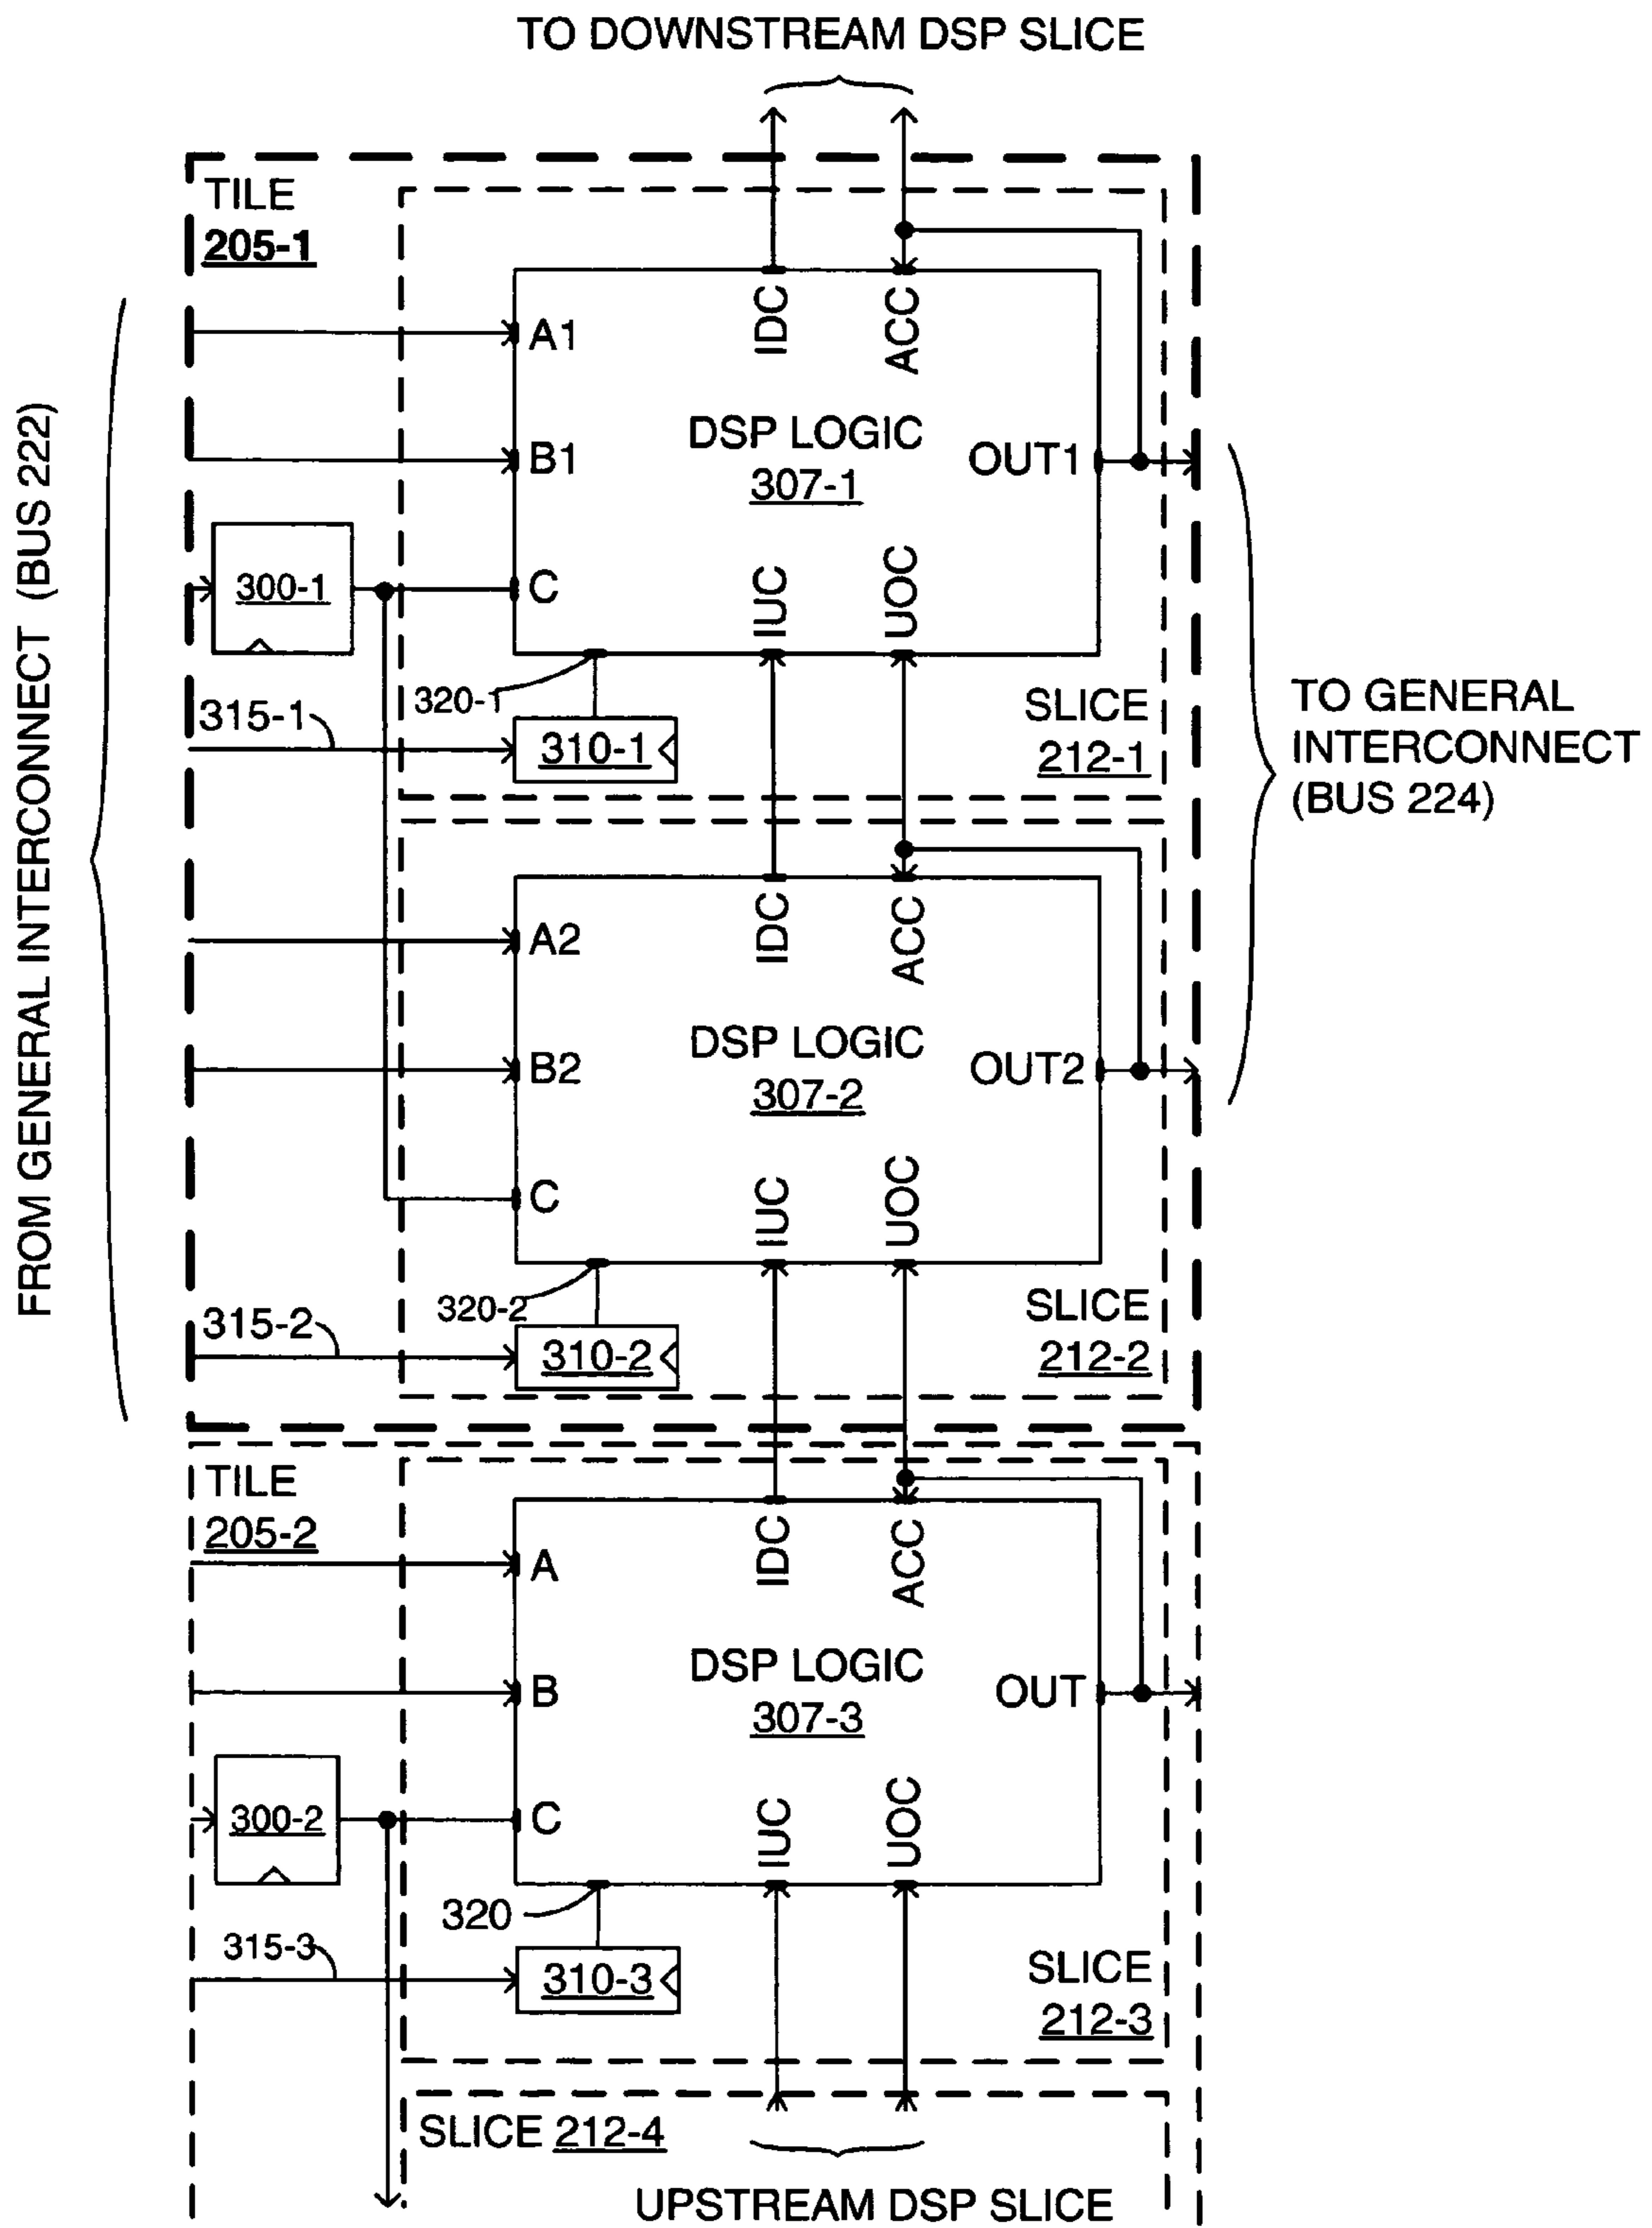 TO DOWNSTREAM DSP SLICE
TILE
205-1
FROM GENERAL INTERCONNECT (BUS 222)
A1
IDC
ACC
B1
DSP LOGIC
307-1
OUT1
300-1
C
IUC
UOC
320-1
315-1
310-1
SLICE
212-1
TO GENERAL
INTERCONNECT
(BUS 224)
A2
IDC
ACC
B2
DSP LOGIC
307-2
OUT2
C
IUC
UOC
320-2
315-2
310-2
SLICE
212-2
TILE
205-2
A
IDC
ACC
B
DSP LOGIC
307-3
OUT
300-2
C
IUC
UOC
320
315-3
310-3
SLICE
212-3
SLICE 212-4
UPSTREAM DSP SLICE